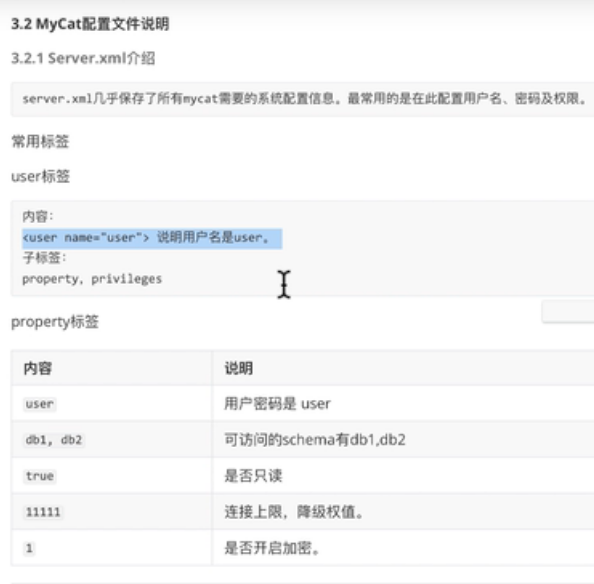 3.2 MyCat配置文件说明
3.2.1 Server.xml介绍
server.xml几乎保存了所有mycat需要的系统配置信息。最常用的是在此配置用户名、密码及权限。
常用标签
user标签
内容:
<user name="user"> 说明用户名是user。
子标签:
property, privileges
property标签
内容 说明
user 用户密码是 user
db1, db2 可访问的schema有db1,db2
true 是否只读
11111 连接上限，降级权值。
1 是否开启加密。